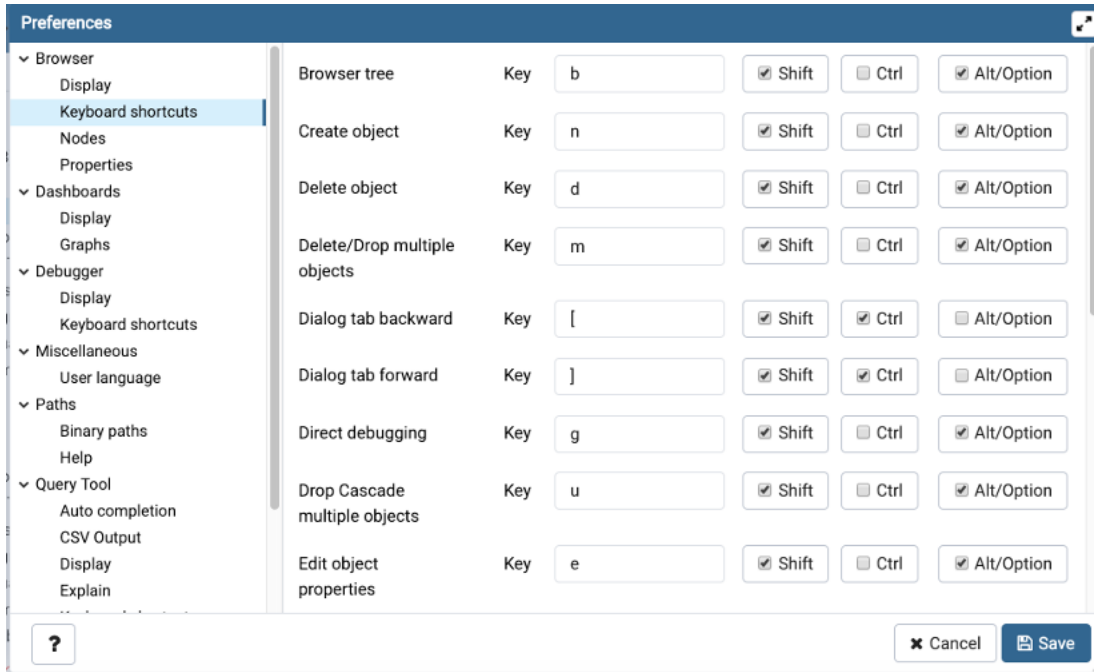 Preferences
Browser
Display
Keyboard shortcuts
Nodes
Properties
Dashboards
Display
Graphs
Debugger
Display
Keyboard shortcuts
Miscellaneous
User language
Paths
Binary paths
Help
Query Tool
Auto completion
CSV Output
Display
Explain
Browser tree Key b Shift Ctrl Alt/Option
Create object Key n Shift Ctrl Alt/Option
Delete object Key d Shift Ctrl Alt/Option
Delete/Drop multiple Key m Shift Ctrl Alt/Option
objects
Dialog tab backward Key [ Shift Ctrl Alt/Option
Dialog tab forward Key ] Shift Ctrl Alt/Option
Direct debugging Key g Shift Ctrl Alt/Option
Drop Cascade Key u Shift Ctrl Alt/Option
multiple objects
Edit object Key e Shift Ctrl Alt/Option
properties
? Cancel Save